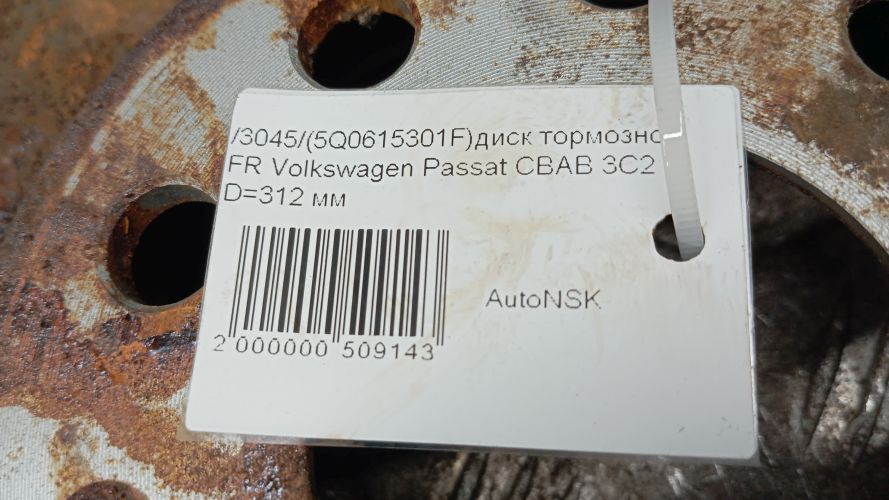 /3045/(5Q0615301F)диск тормозно
FR Volkswagen Passat CBAB 3C2
D=312 мм
AutoNSK
2 000000 509143